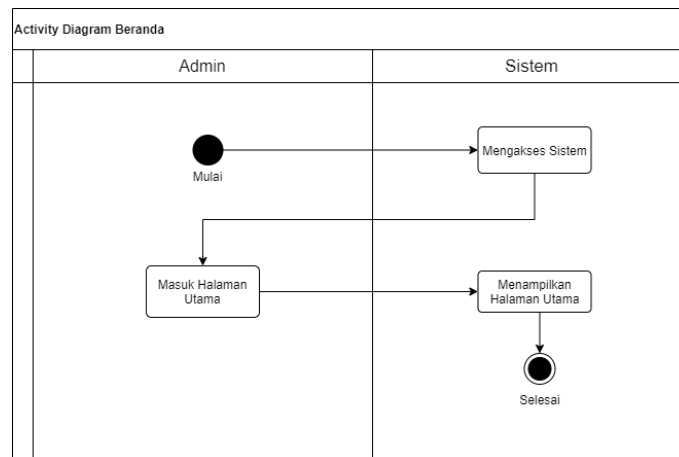 Activity Diagram Beranda
Admin
Sistem
Mulai
Mengakses Sistem
Masuk Halaman
Utama
Menampilkan
Halaman Utama
Selesai